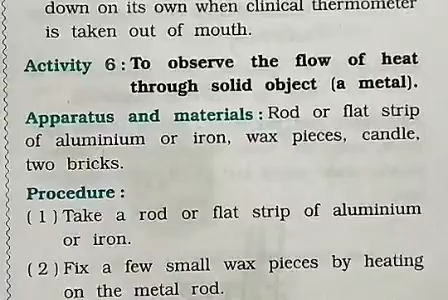 down on its own when clinical thermometer
is taken out of mouth.
Activity 6 : To observe the flow of heat
through solid object (a metal).
Apparatus and materials : Rod or flat strip
of aluminium or iron, wax pieces, candle,
two bricks.
Procedure :
( 1 ) Take a rod or flat strip of aluminium
or iron.
( 2 ) Fix a few small wax pieces by heating
on the metal rod.